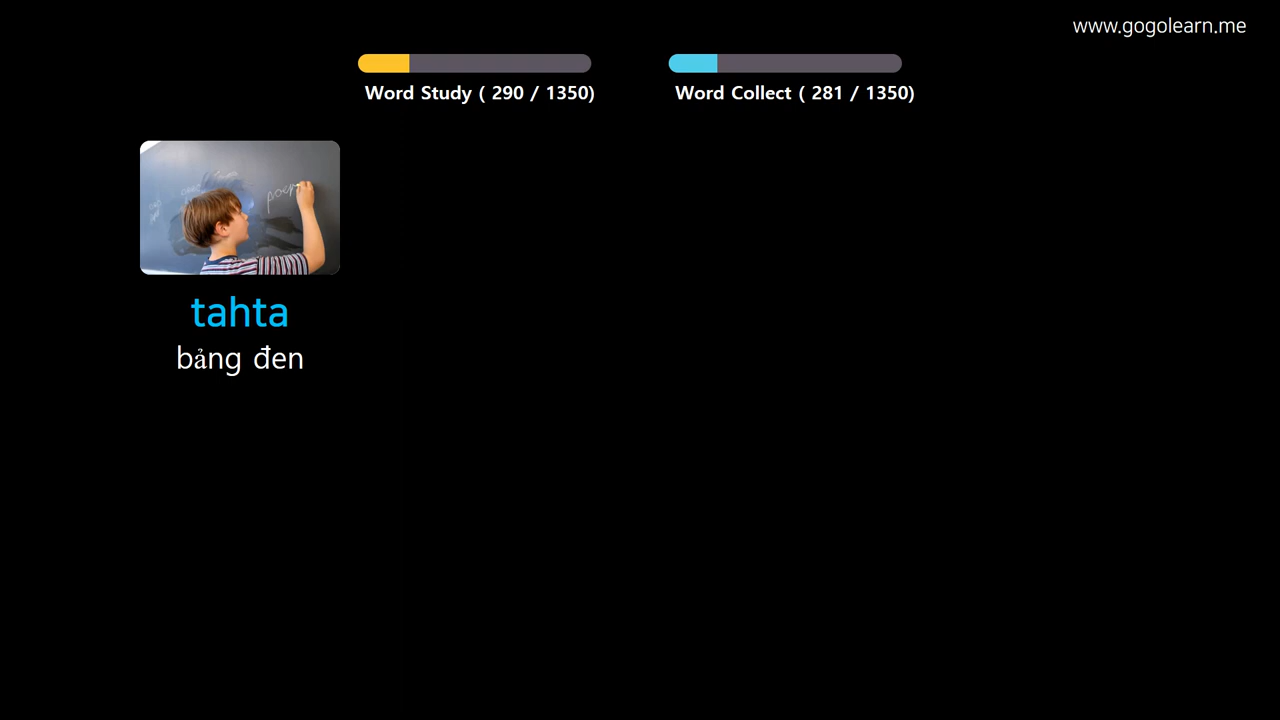 www.gogolearn.me
Word Study ( 290 / 1350)
Word Collect ( 281 / 1350)
tahta
bảng đen